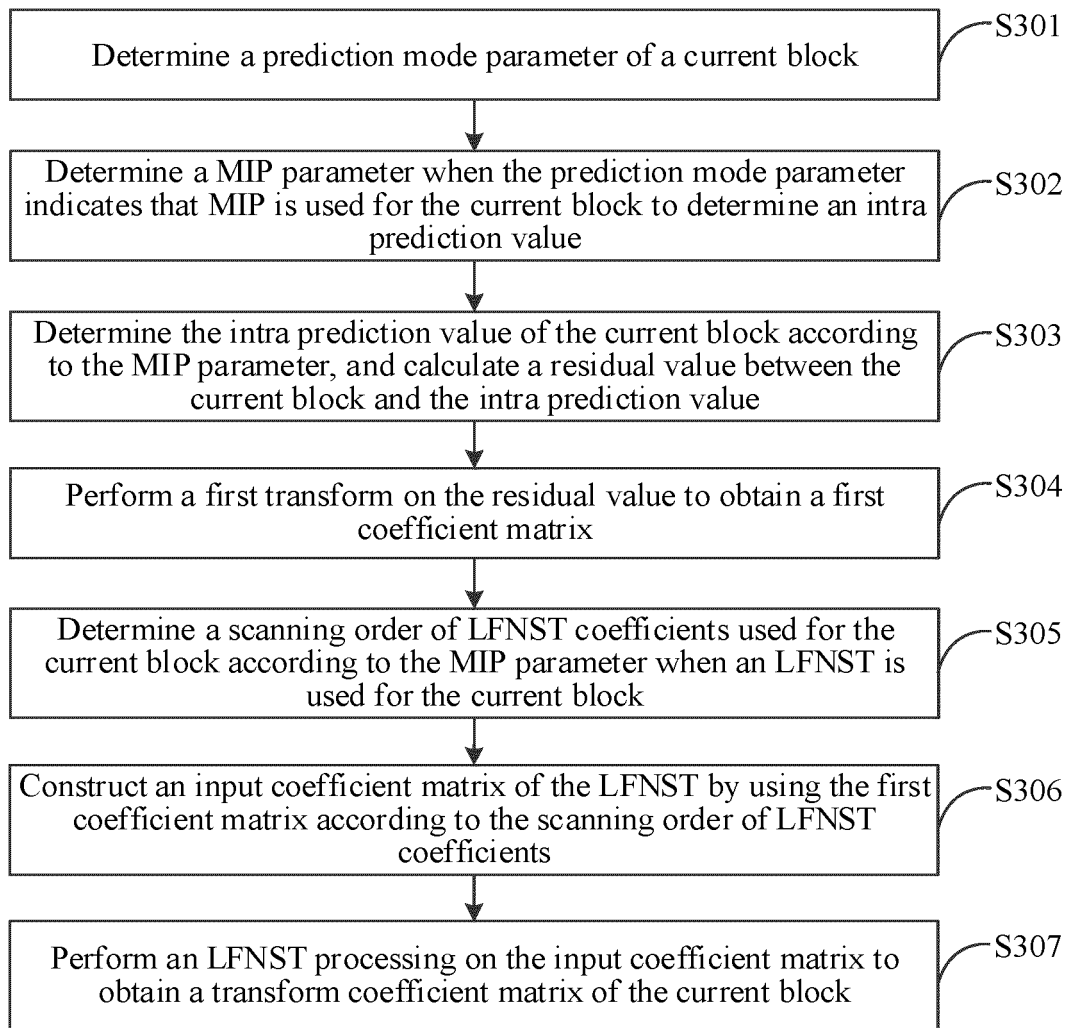 Determine a prediction mode parameter of a current block
S301
Determine a MIP parameter when the prediction mode parameter
indicates that MIP is used for the current block to determine an intra
prediction value
S302
Determine the intra prediction value of the current block according
to the MIP parameter, and calculate a residual value between the
current block and the intra prediction value
S303
Perform a first transform on the residual value to obtain a first
coefficient matrix
S304
Determine a scanning order of LFNST coefficients used for the
current block according to the MIP parameter when an LFNST is
used for the current block
S305
Construct an input coefficient matrix of the LFNST by using the first
coefficient matrix according to the scanning order of LFNST
coefficients
S306
Perform an LFNST processing on the input coefficient matrix to
obtain a transform coefficient matrix of the current block
S307